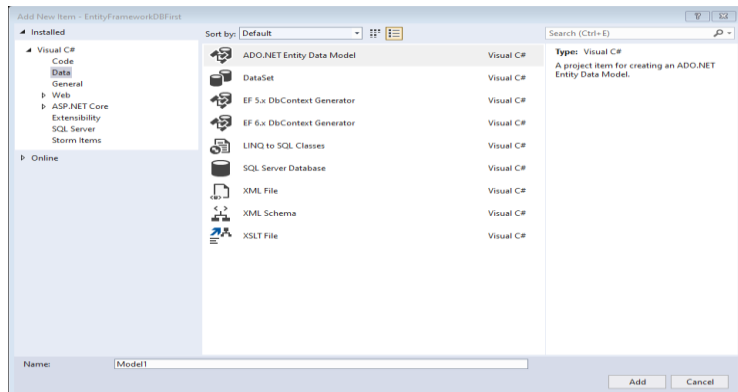 Add New Item - EntityFrameworkDBFirst
Installed
Sort by: Default
Search (Ctrl+E)
Visual C#
Code
Data
General
Web
ASP.NET Core
Extensibility
SQL Server
Storm Items
Online
ADO.NET Entity Data Model Visual C#
DataSet Visual C#
EF 5.x DbContext Generator Visual C#
EF 6.x DbContext Generator Visual C#
LINQ to SQL Classes Visual C#
SQL Server Database Visual C#
XML File Visual C#
XML Schema Visual C#
XSLT File Visual C#
Type: Visual C#
A project item for creating an ADO.NET
Entity Data Model.
Name: Model1
Add Cancel